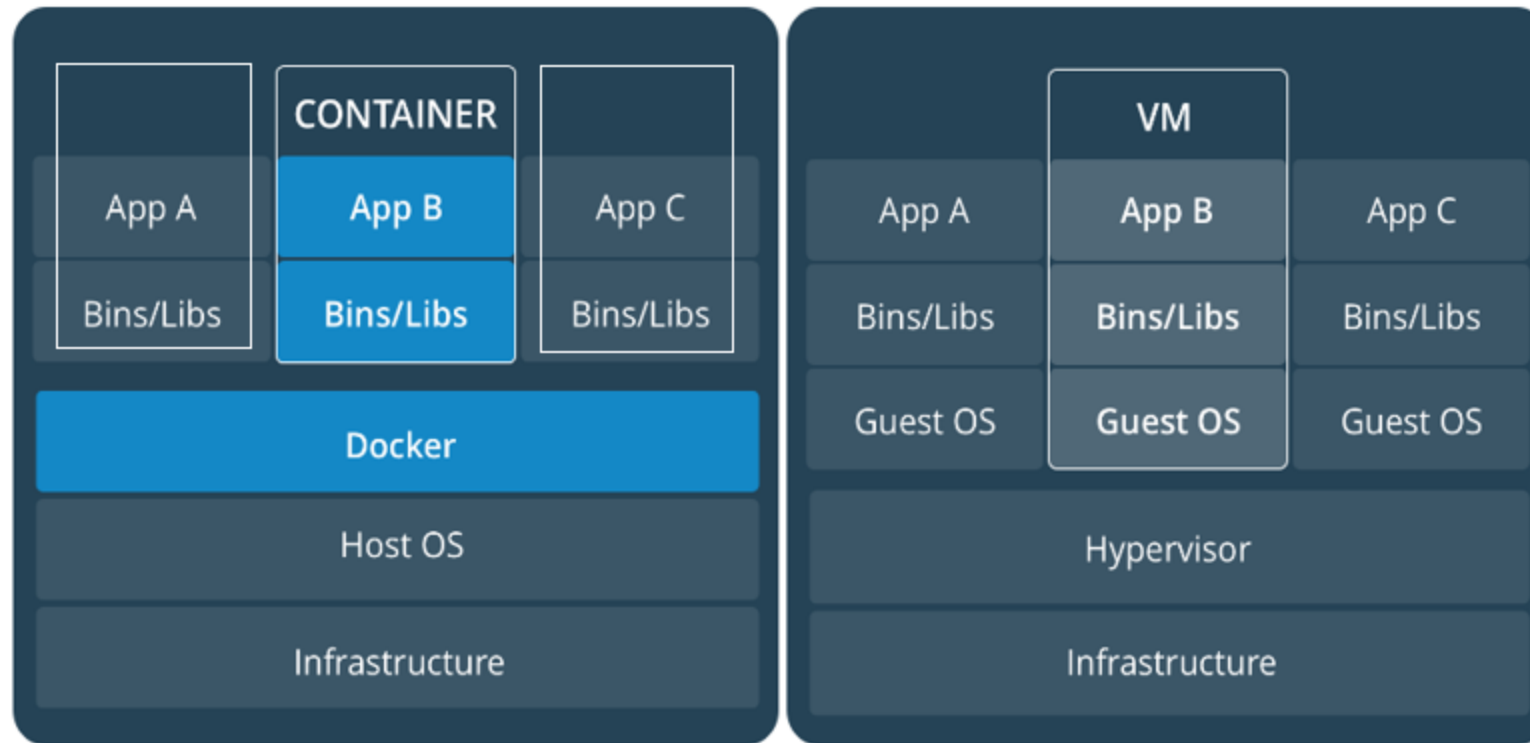 CONTAINER
App A
App B
App C
Bins/Libs
Bins/Libs
Bins/Libs
Docker
Host OS
Infrastructure
VM
App A
App B
App C
Bins/Libs
Bins/Libs
Bins/Libs
Guest OS
Guest OS
Guest OS
Hypervisor
Infrastructure